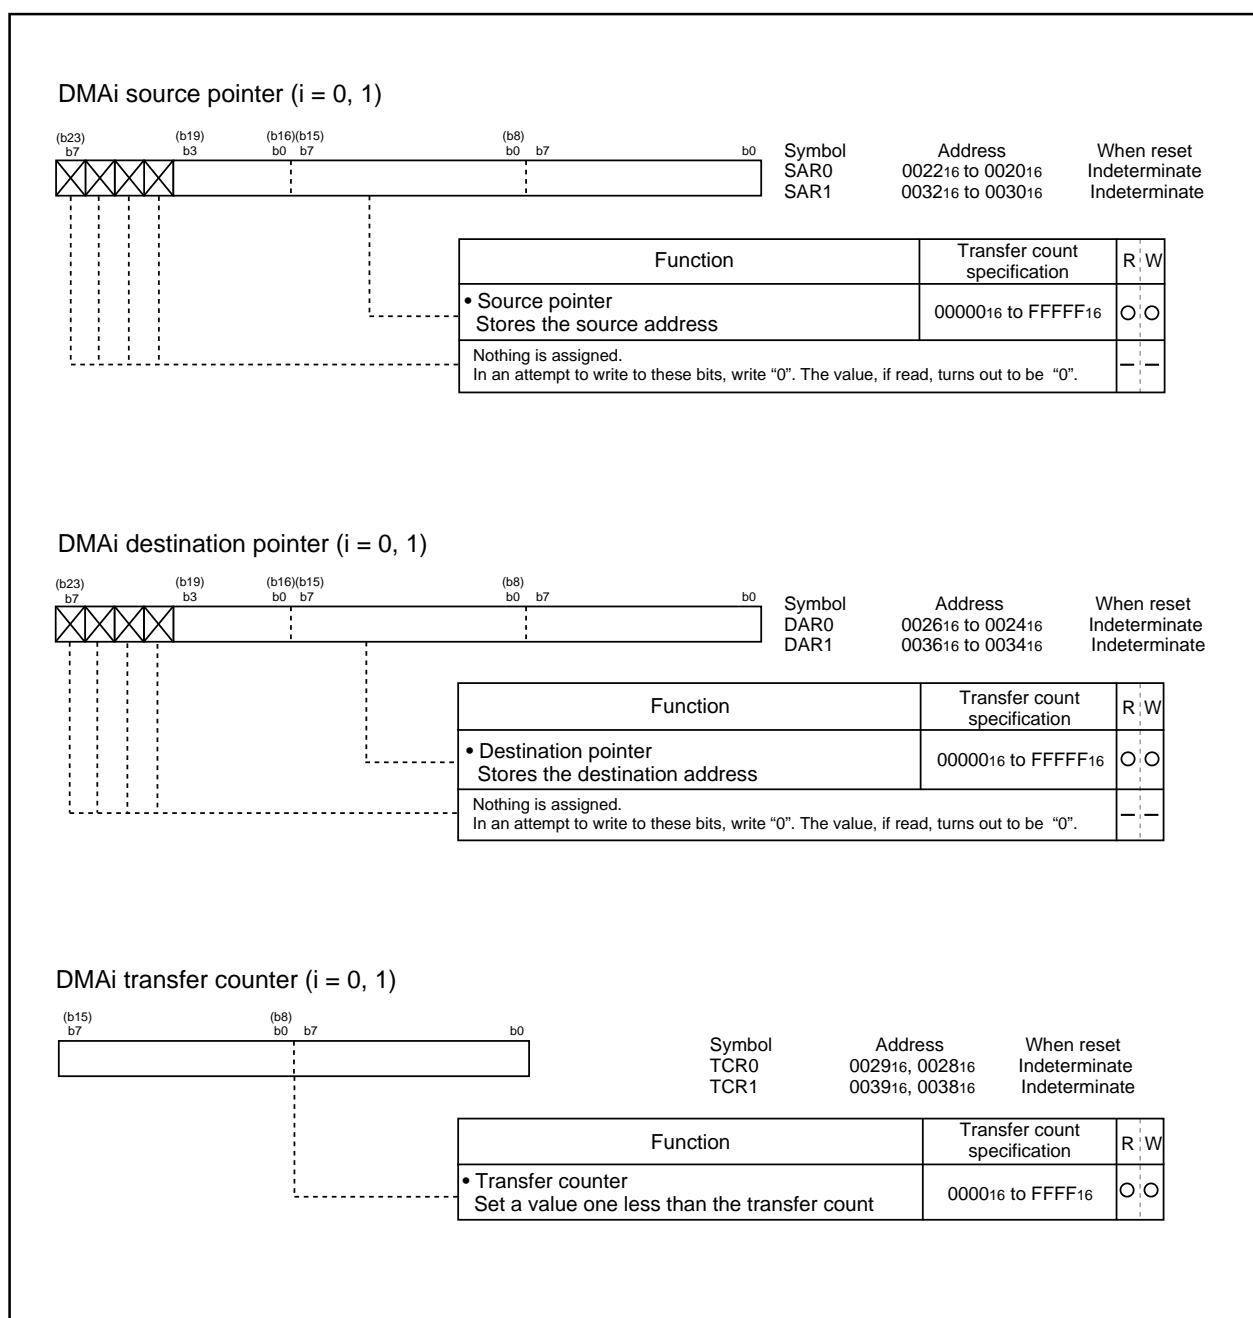 DMAi source pointer (i = 0, 1)
(b23) (b19) (b16)(b15) (b8)
b7 b3 b0 b7 b0 b7 b0
Symbol Address When reset
SAR0 002216 to 002016 Indeterminate
SAR1 003216 to 003016 Indeterminate
Function Transfer count specification R W
• Source pointer
Stores the source address 0000016 to FFFFF16
Nothing is assigned.
In an attempt to write to these bits, write “0”. The value, if read, turns out to be “0”.
DMAi destination pointer (i = 0, 1)
(b23) (b19) (b16)(b15) (b8)
b7 b3 b0 b7 b0 b7 b0
Symbol Address When reset
DAR0 002616 to 002416 Indeterminate
DAR1 003616 to 003416 Indeterminate
Function Transfer count specification R W
• Destination pointer
Stores the destination address 0000016 to FFFFF16
Nothing is assigned.
In an attempt to write to these bits, write “0”. The value, if read, turns out to be “0”.
DMAi transfer counter (i = 0, 1)
(b15) (b8)
b7 b0 b7 b0
Symbol Address When reset
TCR0 002916, 002816 Indeterminate
TCR1 003916, 003816 Indeterminate
Function Transfer count specification R W
• Transfer counter
Set a value one less than the transfer count 000016 to FFFF16